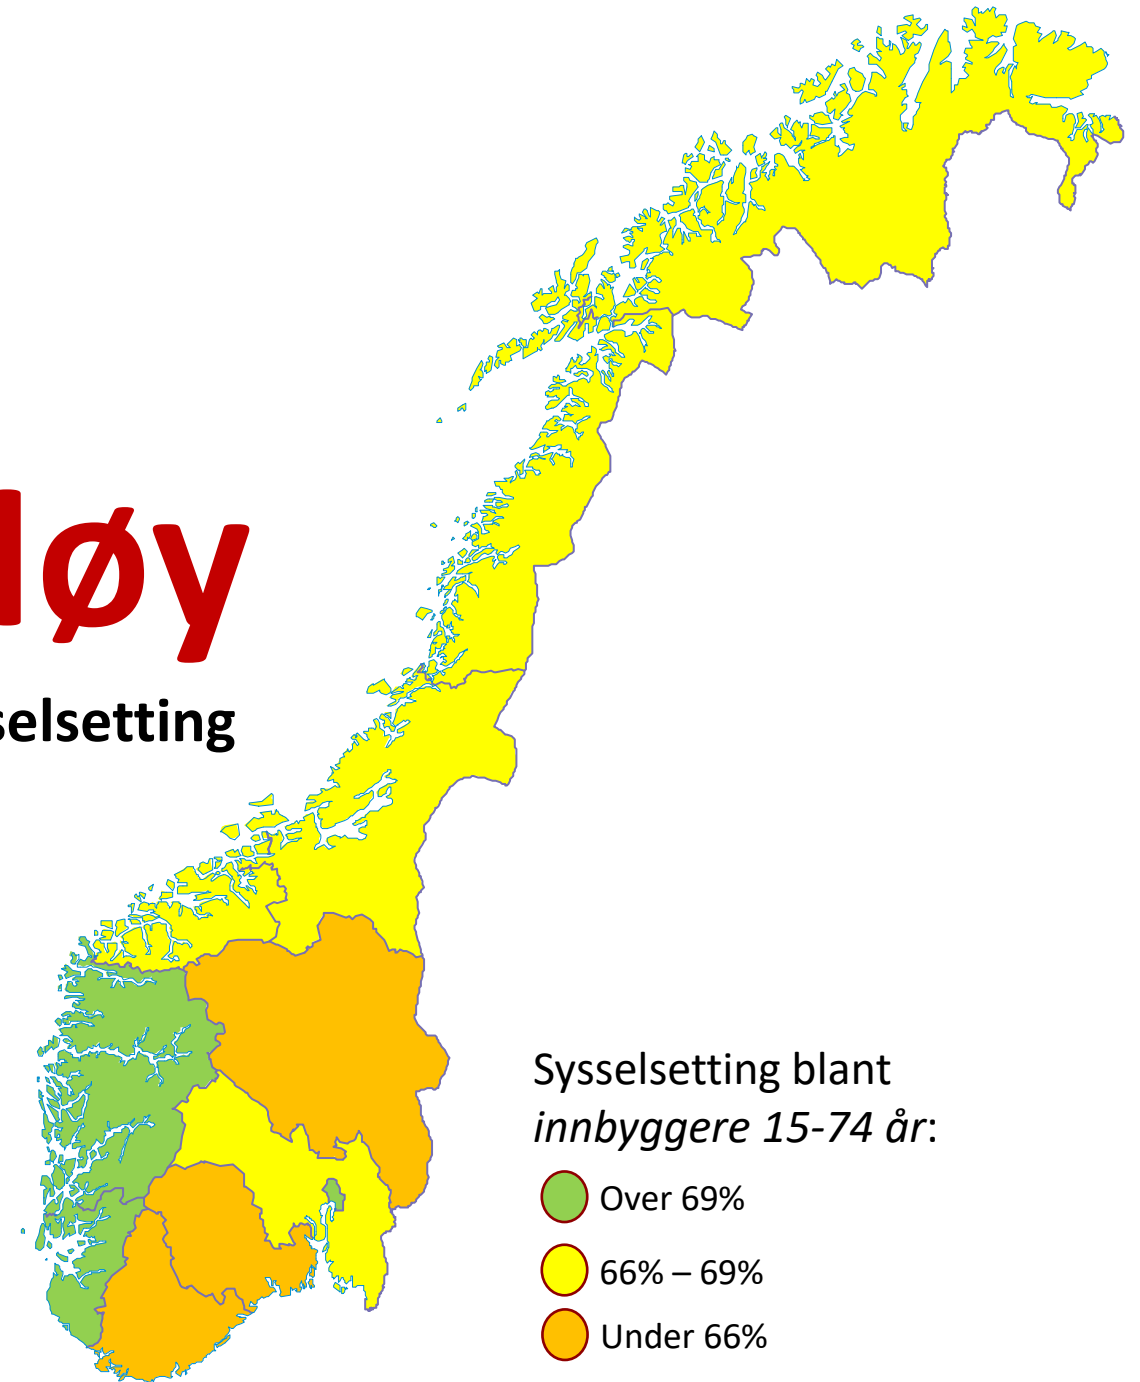 løy
selsetting
Sysselsetting blant
innbyggere 15-74 år:
Over 69%
66% – 69%
Under 66%